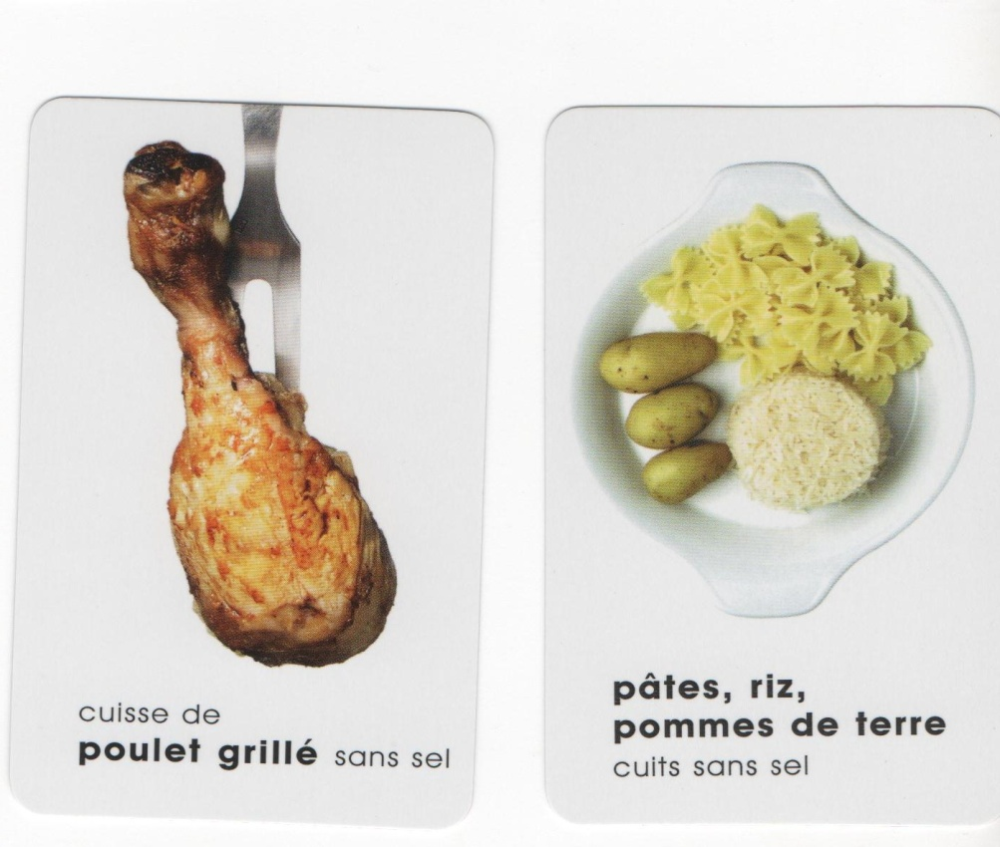 cuisse de
poulet grillé sans sel
pâtes, riz,
pommes de terre
cuits sans sel